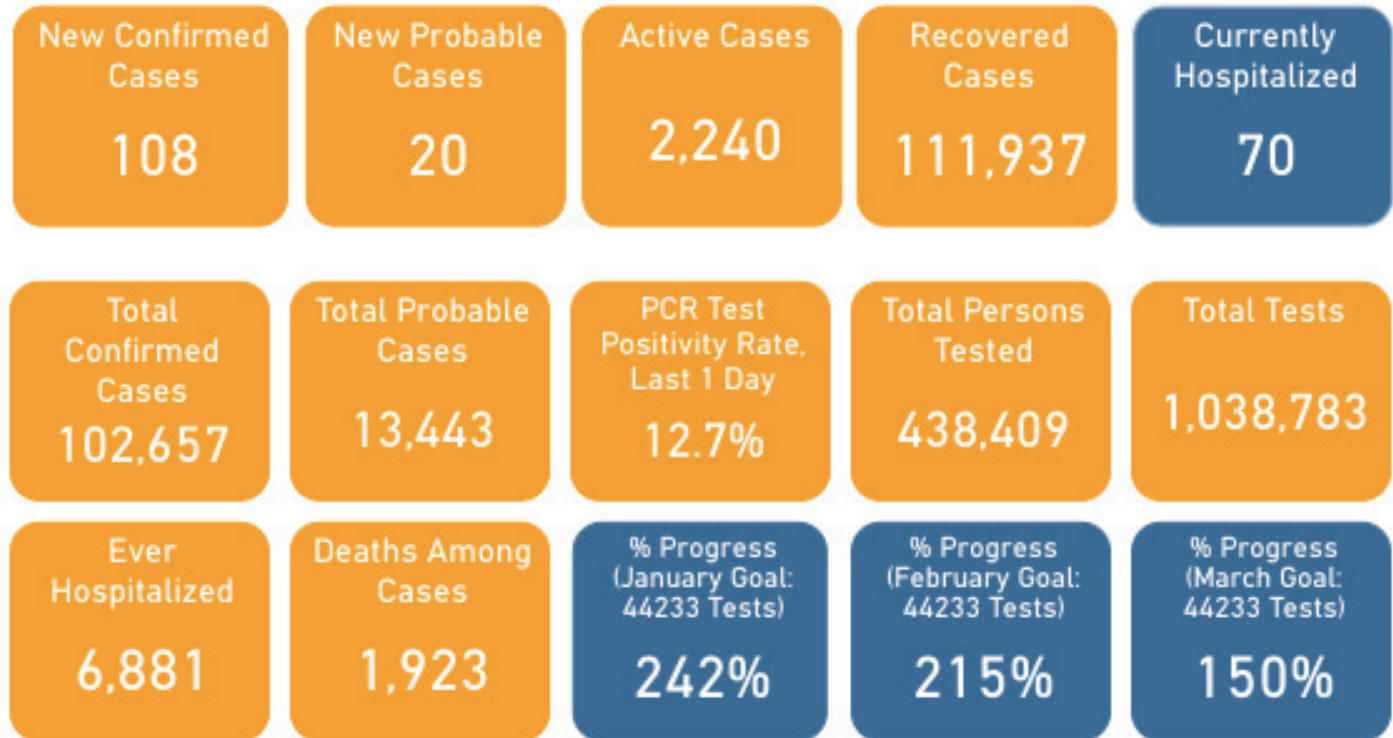 New Confirmed
Cases
108
New Probable
Cases
20
Active Cases
2,240
Recovered
Cases
111,937
Currently
Hospitalized
70
Total
Confirmed
Cases
102,657
Total Probable
Cases
13,443
PCR Test
Positivity Rate,
Last 1 Day
12.7%
Total Persons
Tested
438,409
Total Tests
1,038,783
Ever
Hospitalized
6,881
Deaths Among
Cases
1,923
% Progress
(January Goal:
44233 Tests)
242%
% Progress
(February Goal:
44233 Tests)
215%
% Progress
(March Goal:
44233 Tests)
150%